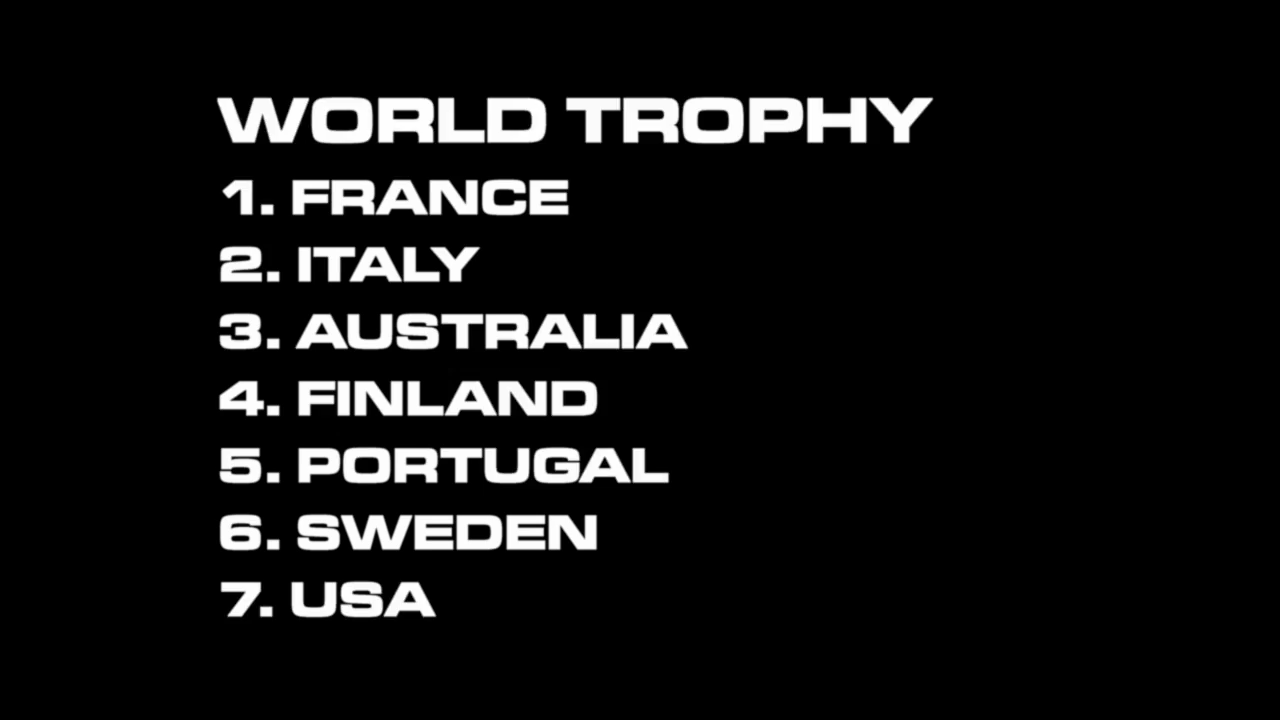 WORLD TROPHY
1. FRANCE
2. ITALY
3. AUSTRALIA
4. FINLAND
5. PORTUGAL
6. SWEDEN
7. USA